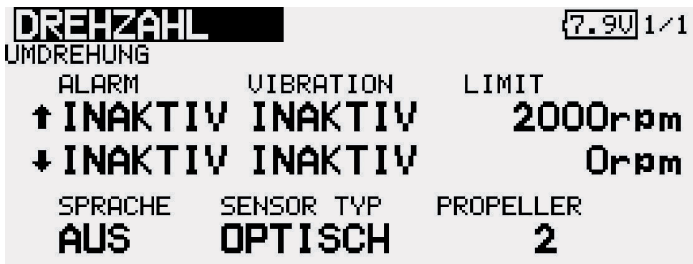 DREHZAHL 7.9V 1/1
UMDREHUNG
ALARM VIBRATION LIMIT
↑ INAKTIV INAKTIV 2000rpm
↓ INAKTIV INAKTIV 0rpm
SPRACHE SENSOR TYP PROPELLER
AUS OPTISCH 2